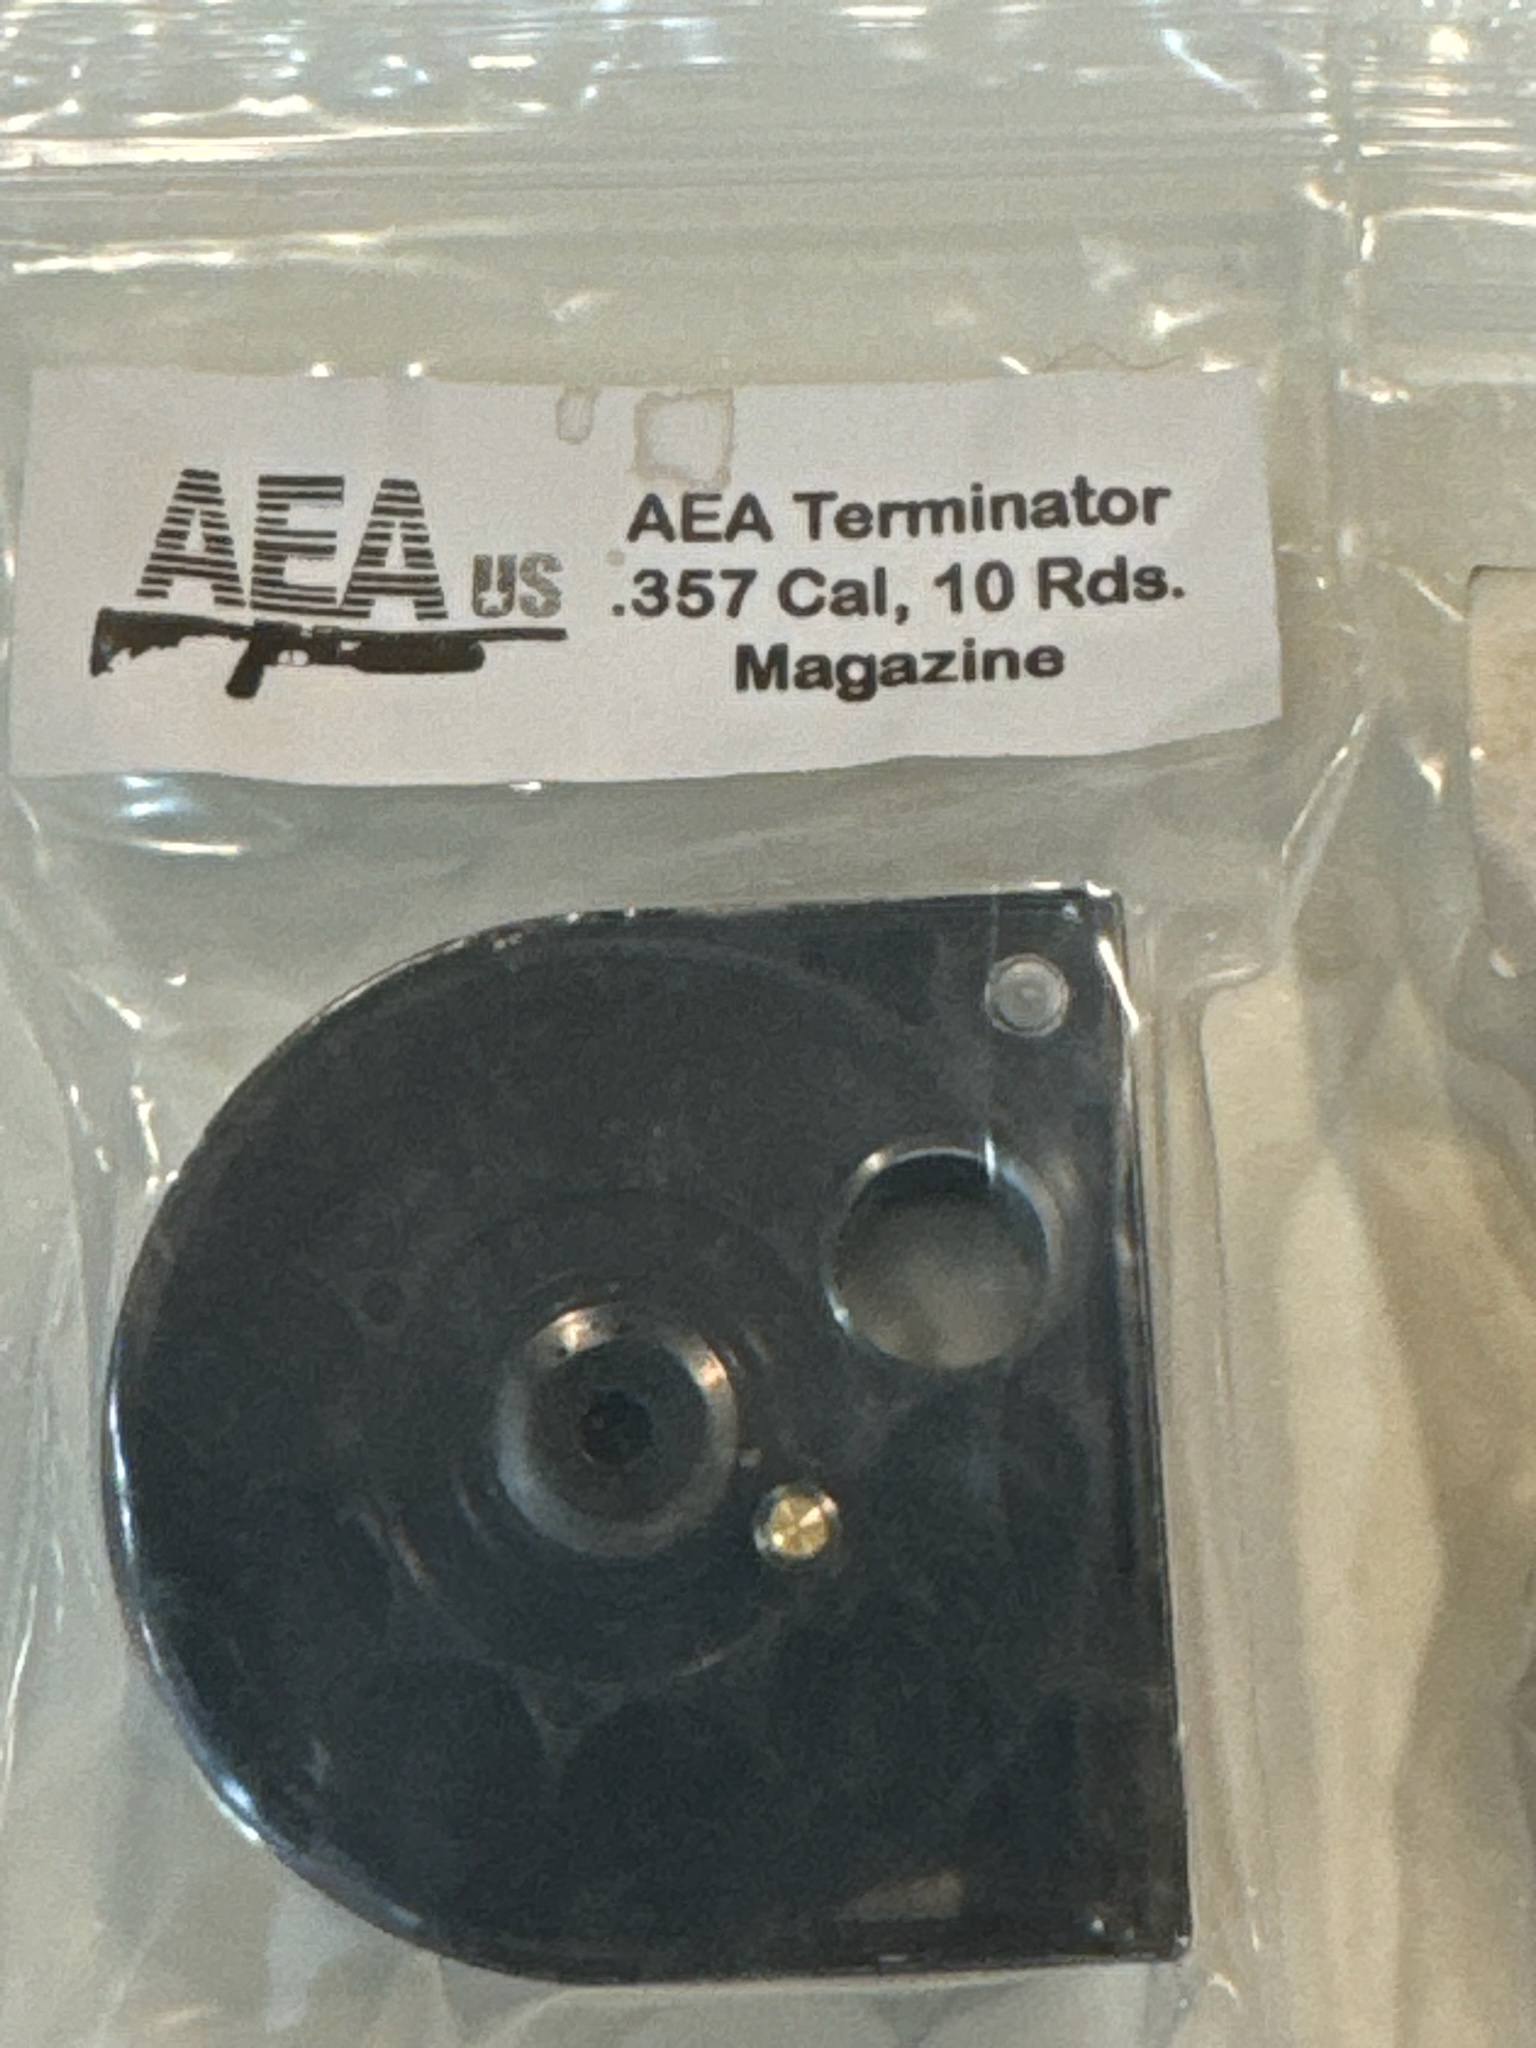 AEA US
AEA Terminator
.357 Cal, 10 Rds.
Magazine